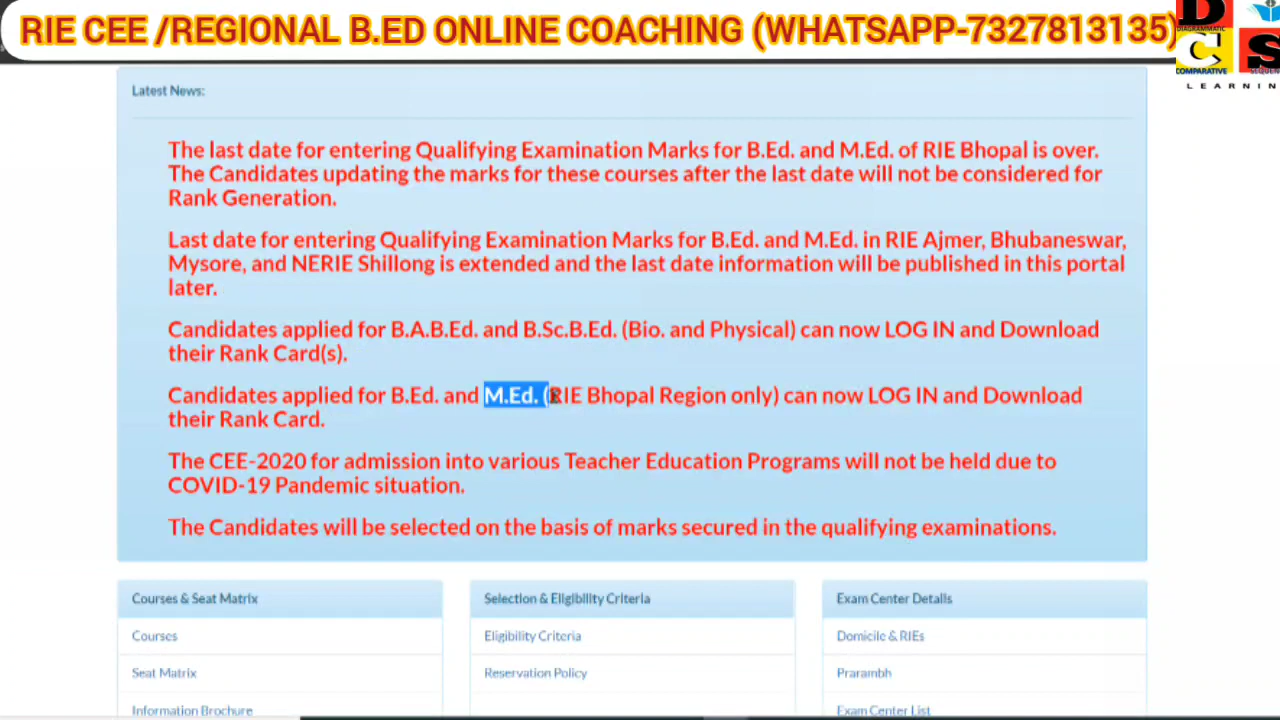 RIE CEE /REGIONAL B.ED ONLINE COACHING (WHATSAPP-7327813135)
D
DIAGRAMMATIC
C S
COMPARATIVE
LEARNIN
Latest News:
The last date for entering Qualifying Examination Marks for B.Ed. and M.Ed. of RIE Bhopal is over.
The Candidates updating the marks for these courses after the last date will not be considered for
Rank Generation.
Last date for entering Qualifying Examination Marks for B.Ed. and M.Ed. in RIE Ajmer, Bhubaneswar,
Mysore, and NERIE Shillong is extended and the last date information will be published in this portal
later.
Candidates applied for B.A.B.Ed. and B.Sc.B.Ed. (Bio. and Physical) can now LOG IN and Download
their Rank Card(s).
Candidates applied for B.Ed. and M.Ed. (RIE Bhopal Region only) can now LOG IN and Download
their Rank Card.
The CEE-2020 for admission into various Teacher Education Programs will not be held due to
COVID-19 Pandemic situation.
The Candidates will be selected on the basis of marks secured in the qualifying examinations.
Courses & Seat Matrix
Selection & Eligibility Criteria
Exam Center Details
Courses
Eligibility Criteria
Domicile & RIEs
Seat Matrix
Reservation Policy
Prarambh
Information Brochure
Exam Center List